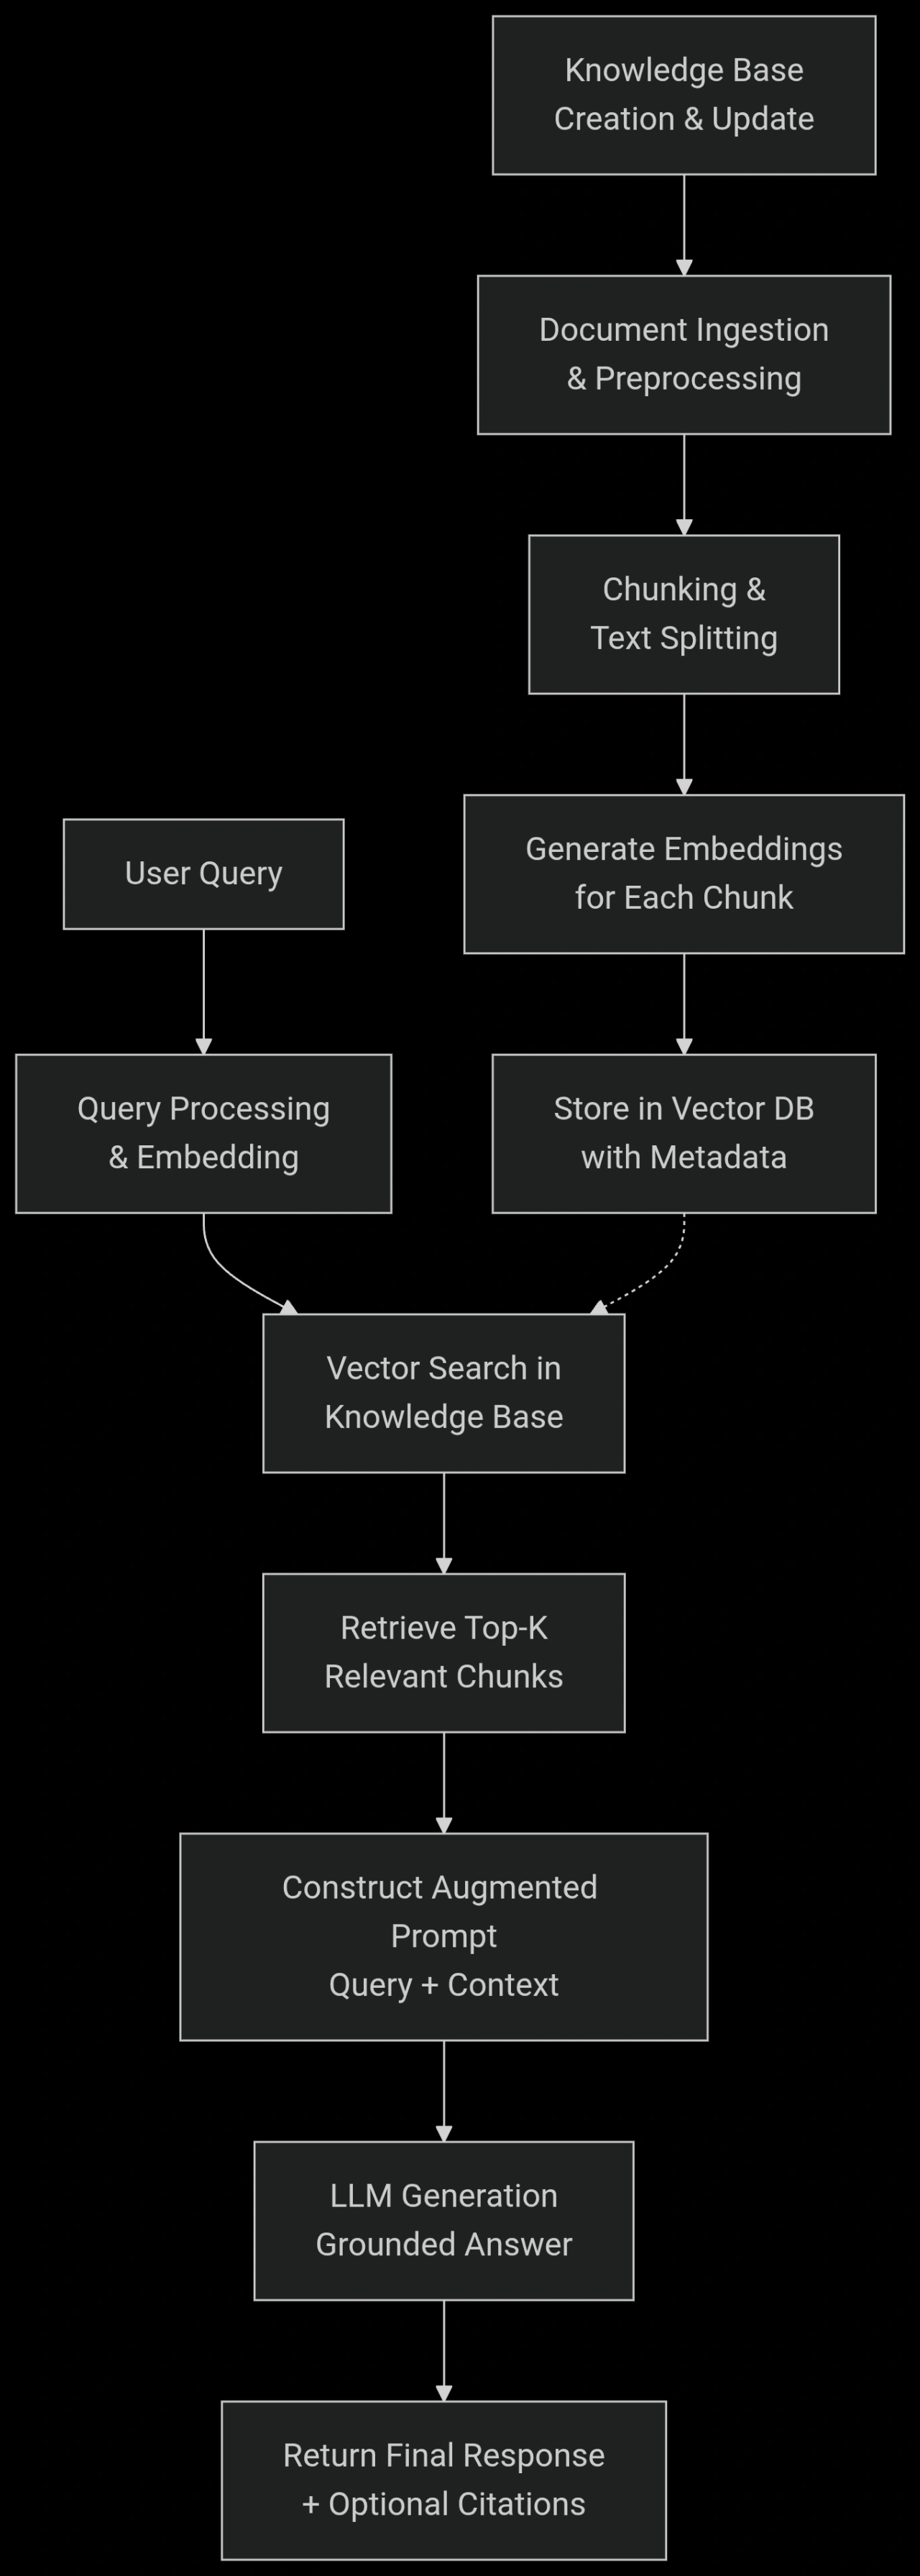 Knowledge Base
Creation & Update
Document Ingestion
& Preprocessing
Chunking &
Text Splitting
Generate Embeddings
for Each Chunk
User Query
Query Processing
& Embedding
Store in Vector DB
with Metadata
Vector Search in
Knowledge Base
Retrieve Top-K
Relevant Chunks
Construct Augmented
Prompt
Query + Context
LLM Generation
Grounded Answer
Return Final Response
+ Optional Citations